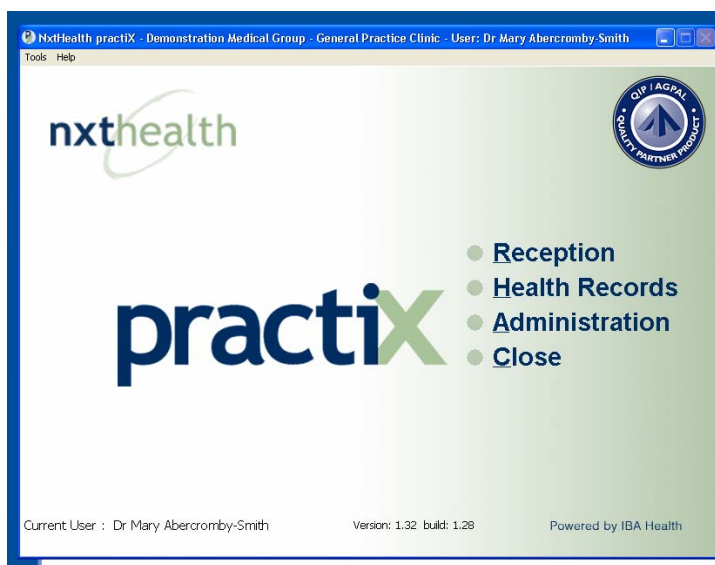 NxtHealth practiX - Demonstration Medical Group - General Practice Clinic - User: Dr Mary Abercromby-Smith
Tools Help
nxthealth
QIP / AGPAL
QUALITY PARTNER PRODUCT
practiX
Reception
Health Records
Administration
Close
Current User : Dr Mary Abercromby-Smith
Version: 1.32 build: 1.28
Powered by IBA Health